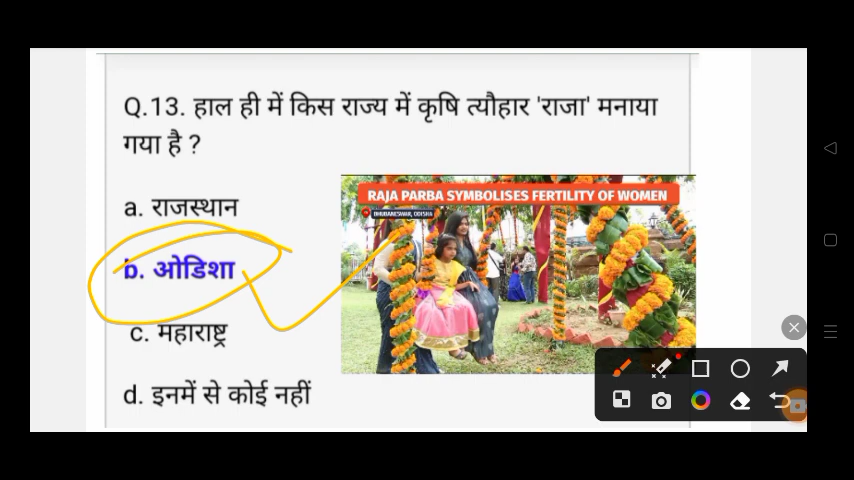 Q.13. हाल ही में किस राज्य में कृषि त्यौहार 'राजा' मनाया
गया है ?
a. राजस्थान
b. ओडिशा
c. महाराष्ट्र
d. इनमें से कोई नहीं
RAJA PARBA SYMBOLISES FERTILITY OF WOMEN
BHUBANESWAR, ODISHA